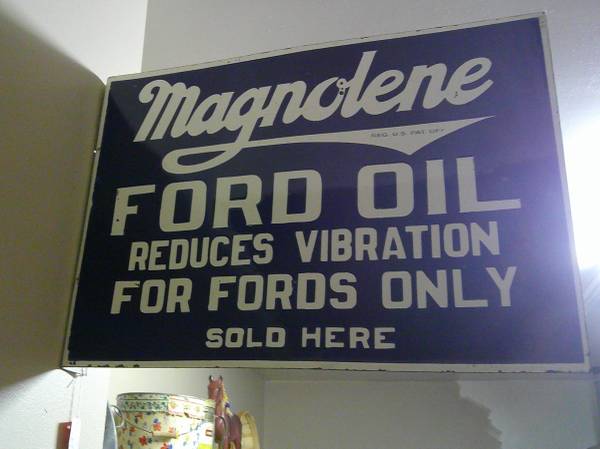 Magnolene
REG. U.S. PAT. OFF.
FORD OIL
REDUCES VIBRATION
FOR FORDS ONLY
SOLD HERE